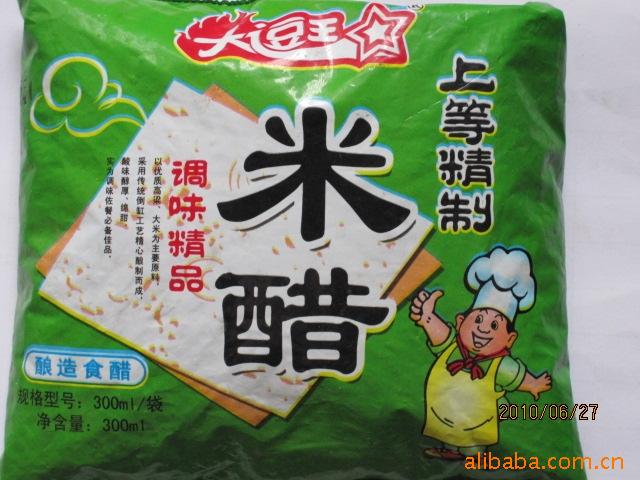 大逗王
上等精制
米醋
调味精品
以优质高粱、大米为主要原料，
采用传统倒缸工艺精心酿制而成，
酸味醇厚、绵甜，
实为调味佐餐必备佳品。
酿造食醋
规格型号：300ml/袋
净含量：300ml
2010/06/27
alibaba.com.cn